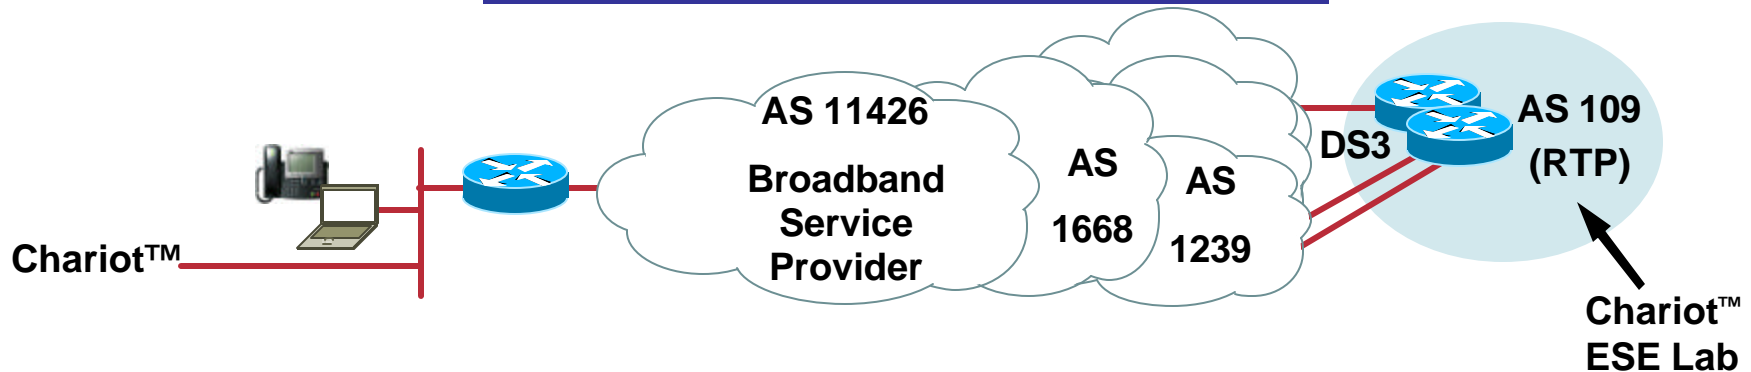 Chariot™
AS 11426
Broadband
Service
Provider
AS
1668
AS
1239
DS3
AS 109
(RTP)
Chariot™
ESE Lab